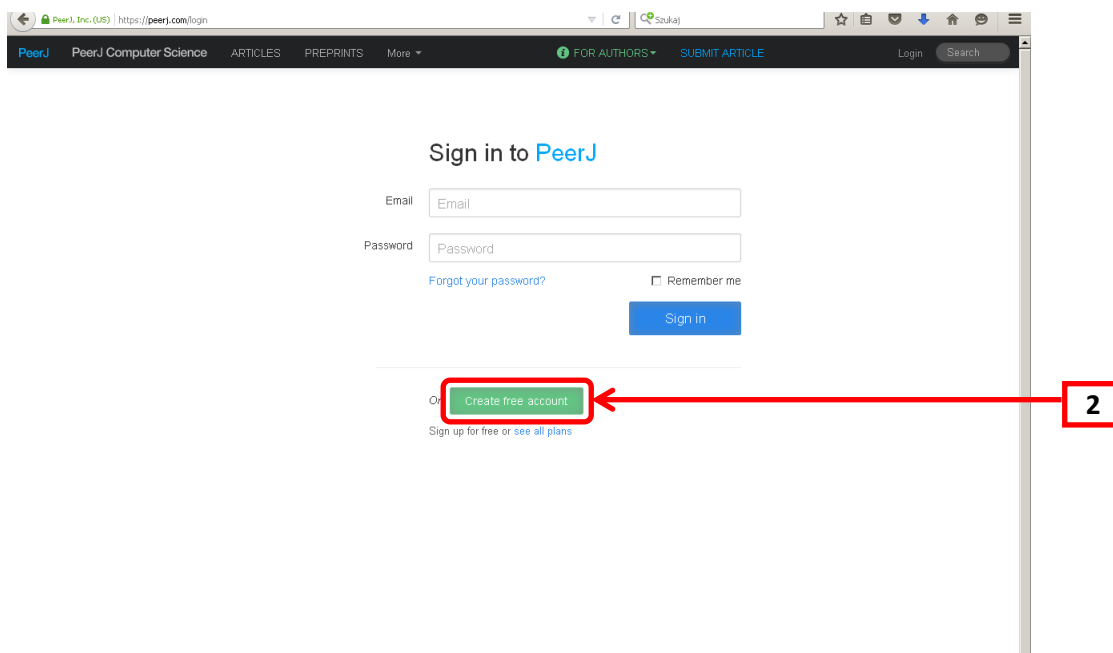 PeerJ, Inc. (US) https://peerj.com/login Szukaj
PeerJ PeerJ Computer Science ARTICLES PREPRINTS More FOR AUTHORS SUBMIT ARTICLE Login Search
Sign in to PeerJ
Email Email
Password Password
Forgot your password? Remember me
Sign in
Or Create free account
2
Sign up for free or see all plans